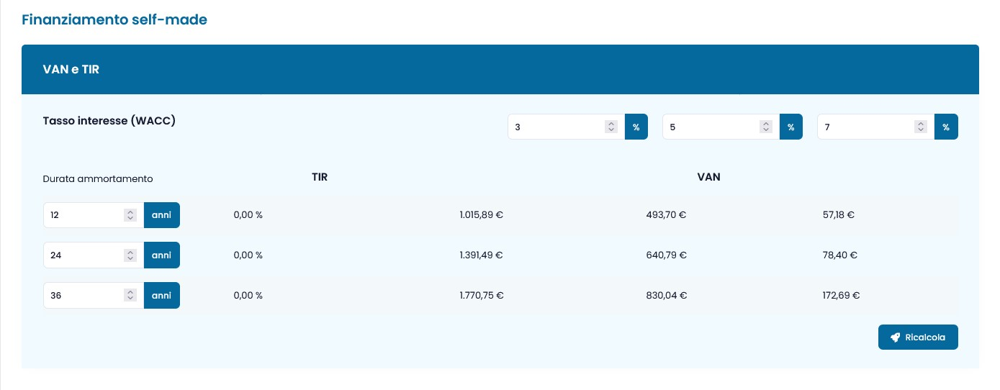 Finanziamento self-made
VAN e TIR
Tasso interesse (WACC) 3 % 5 % 7 %
Durata ammortamento TIR VAN
12 anni 0,00 % 1.015,89 € 493,70 € 57,18 €
24 anni 0,00 % 1.391,49 € 640,79 € 78,40 €
36 anni 0,00 % 1.770,75 € 830,04 € 172,69 €
Ricalcola